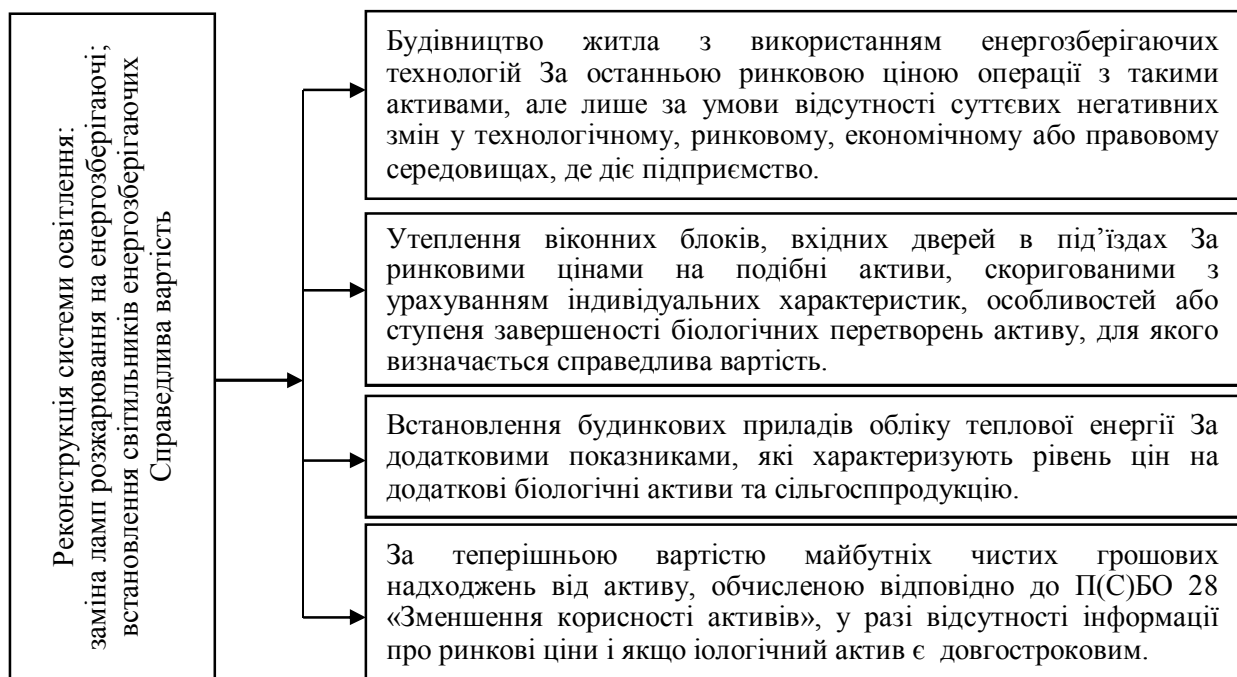 Реконструкція системи освітлення:
заміна ламп розжарювання на енергозберігаючі;
встановлення світильників енергозберігаючих
Справедлива вартість
Будівництво житла з використанням енергозберігаючих
технологій За останньою ринковою ціною операції з такими
активами, але лише за умови відсутності суттєвих негативних
змін у технологічному, ринковому, економічному або правовому
середовищах, де діє підприємство.
Утеплення віконних блоків, вхідних дверей в під’їздах За
ринковими цінами на подібні активи, скоригованими з
урахуванням індивідуальних характеристик, особливостей або
ступеня завершеності біологічних перетворень активу, для якого
визначається справедлива вартість.
Встановлення будинкових приладів обліку теплової енергії За
додатковими показниками, які характеризують рівень цін на
додаткові біологічні активи та сільгосппродукцію.
За теперішньою вартістю майбутніх чистих грошових
надходжень від активу, обчисленою відповідно до П(С)БО 28
«Зменшення корисності активів», у разі відсутності інформації
про ринкові ціни і якщо іологічний актив є довгостроковим.